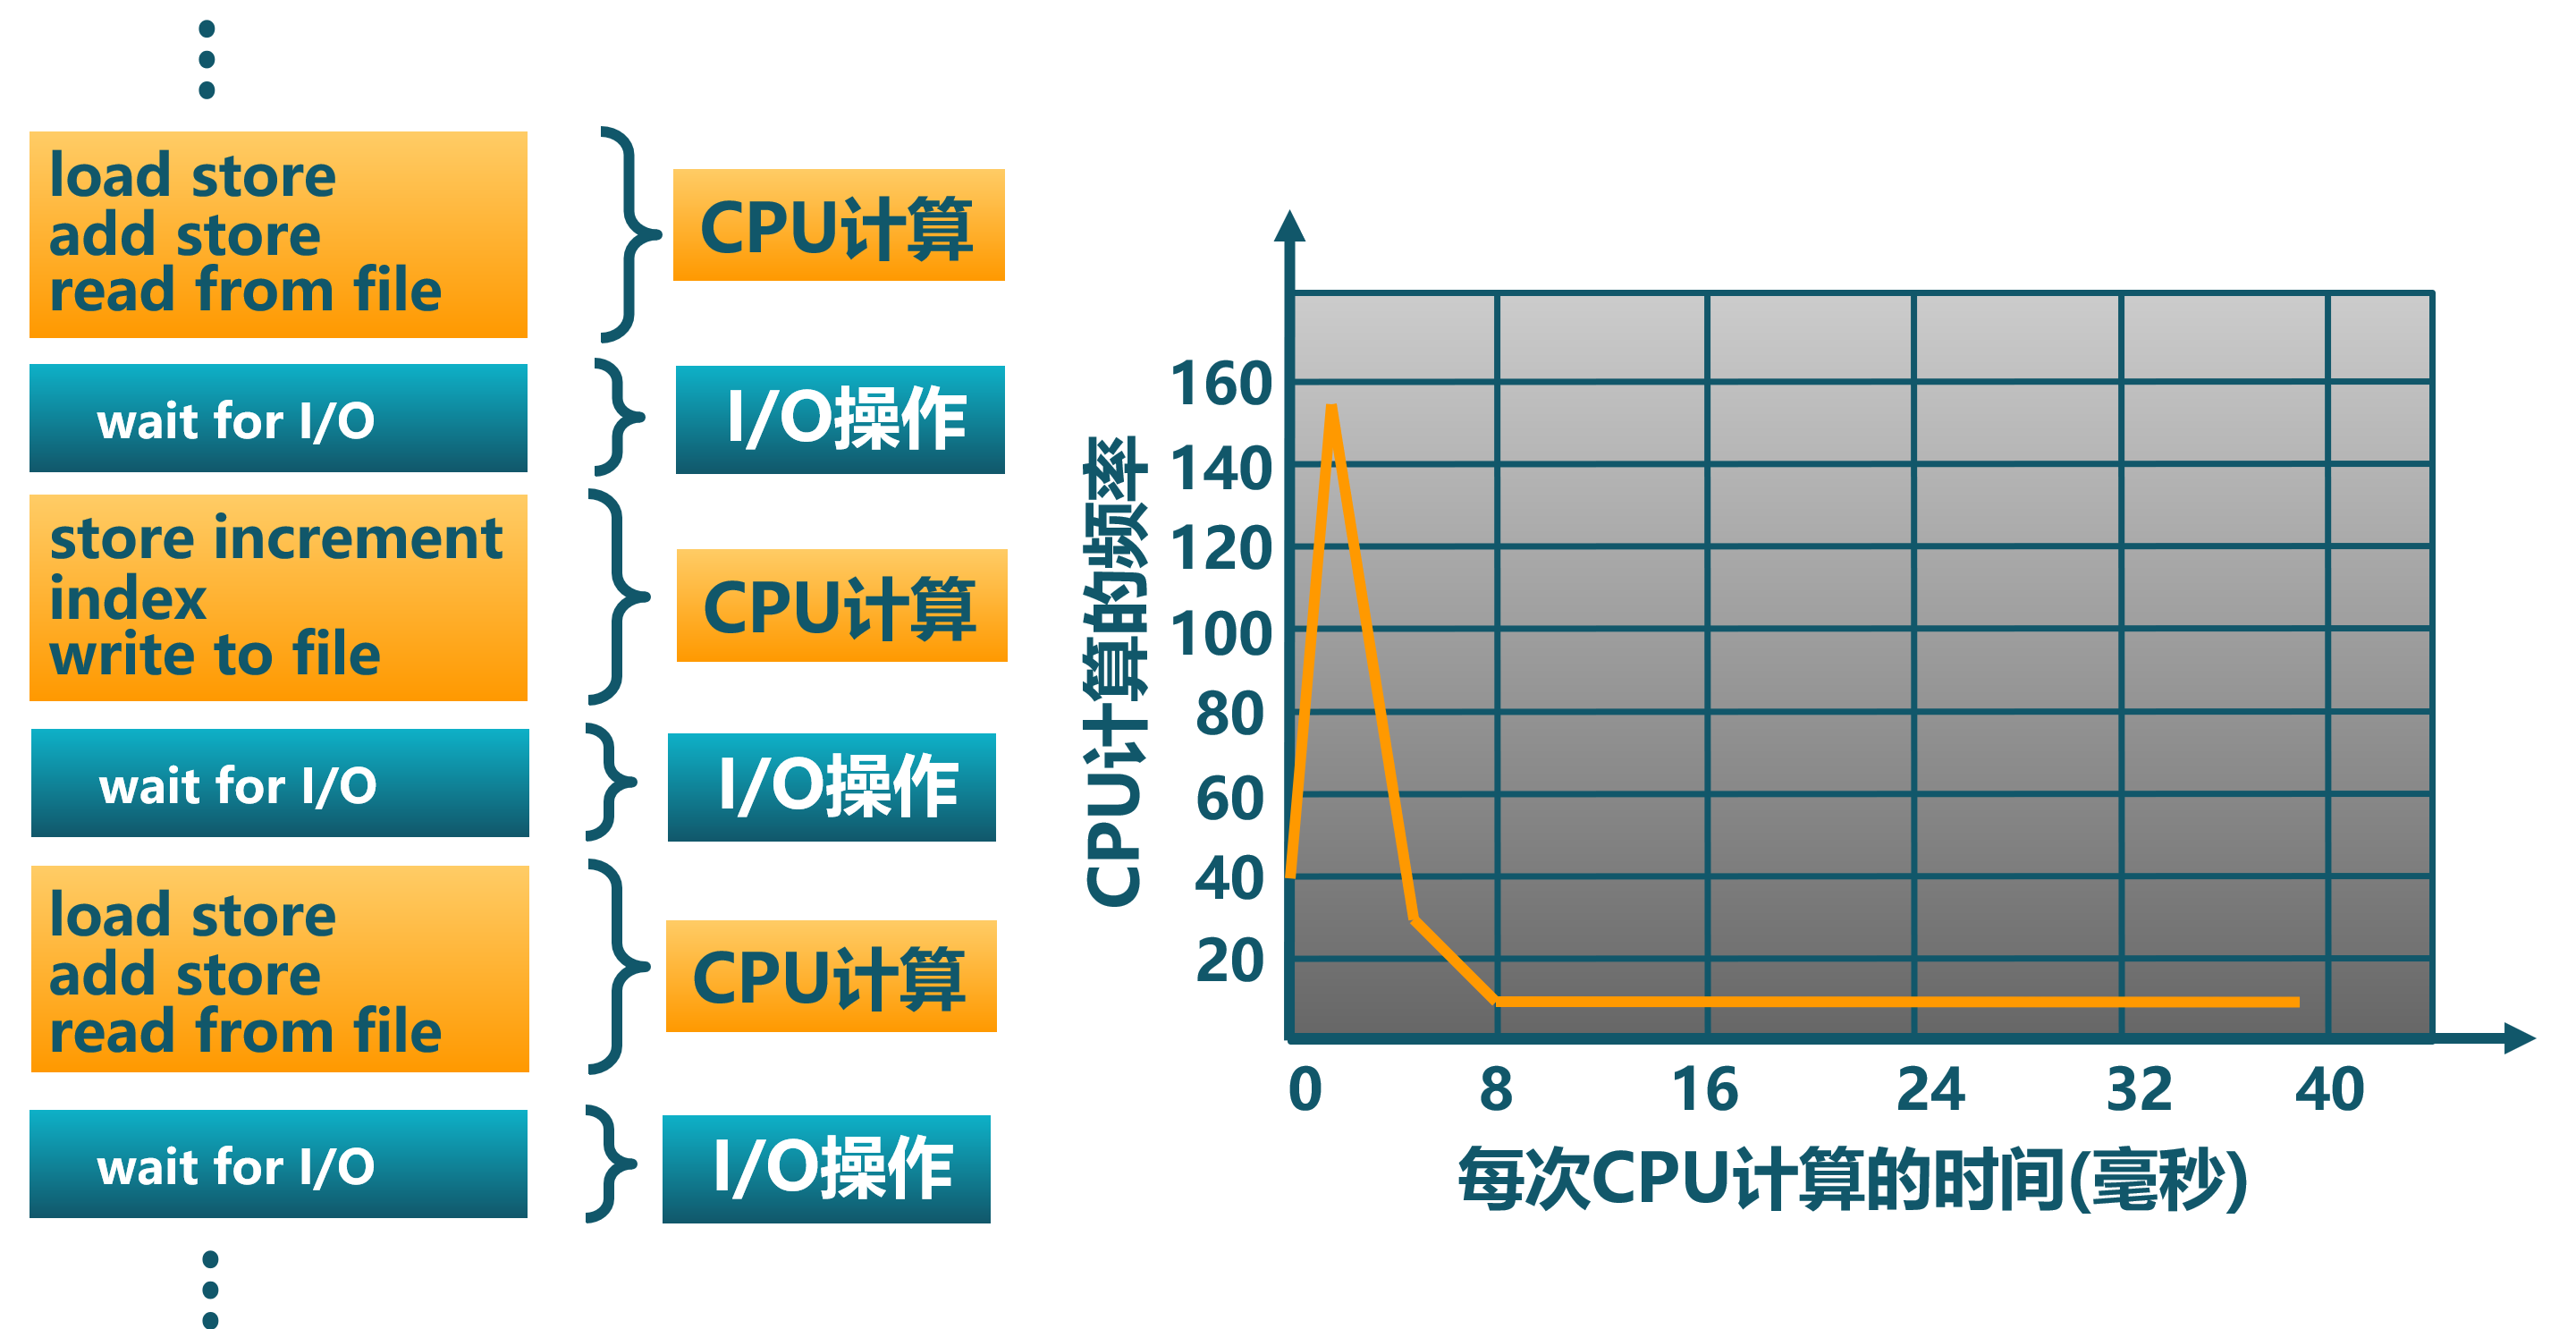 load store
add store
read from file
CPU计算
wait for I/O
I/O操作
store increment
index
write to file
CPU计算
wait for I/O
I/O操作
load store
add store
read from file
CPU计算
wait for I/O
I/O操作
CPU计算的频率
160
140
120
100
80
60
40
20
0 8 16 24 32 40
每次CPU计算的时间(毫秒)